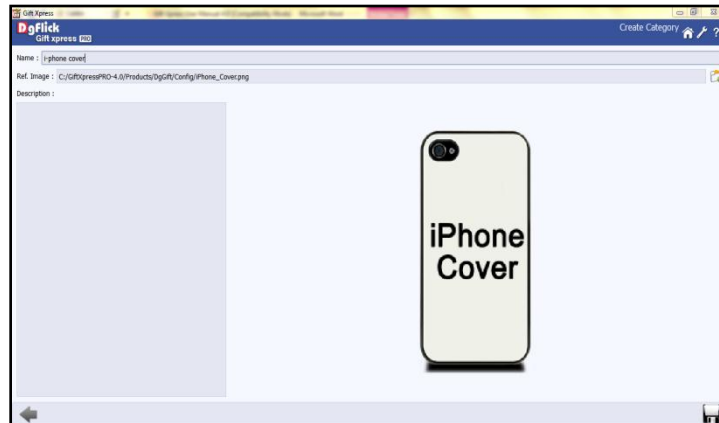 Gift Xpress
DgFlick
Gift xpress PRO
Create Category
?
Name : i-phone cover
Ref. Image : C:/GiftXpressPRO-4.0/Products/DgGift/Config/iPhone_Cover.png
Description :
iPhone
Cover